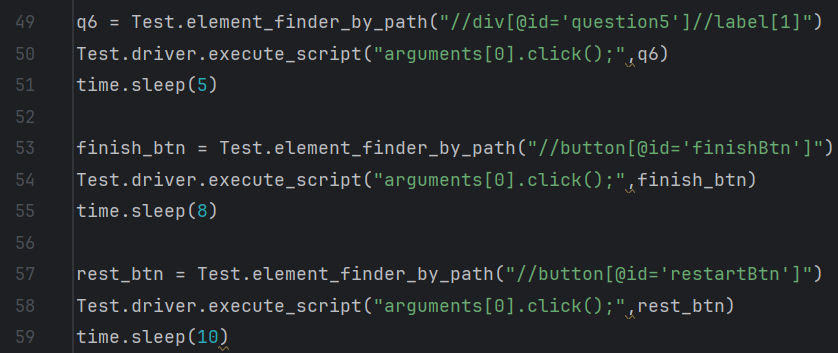 49 q6 = Test.element_finder_by_path("//div[@id='question5']//label[1]")
50 Test.driver.execute_script("arguments[0].click();",q6)
51 time.sleep(5)
52
53 finish_btn = Test.element_finder_by_path("//button[@id='finishBtn']")
54 Test.driver.execute_script("arguments[0].click();",finish_btn)
55 time.sleep(8)
56
57 rest_btn = Test.element_finder_by_path("//button[@id='restartBtn']")
58 Test.driver.execute_script("arguments[0].click();",rest_btn)
59 time.sleep(10)